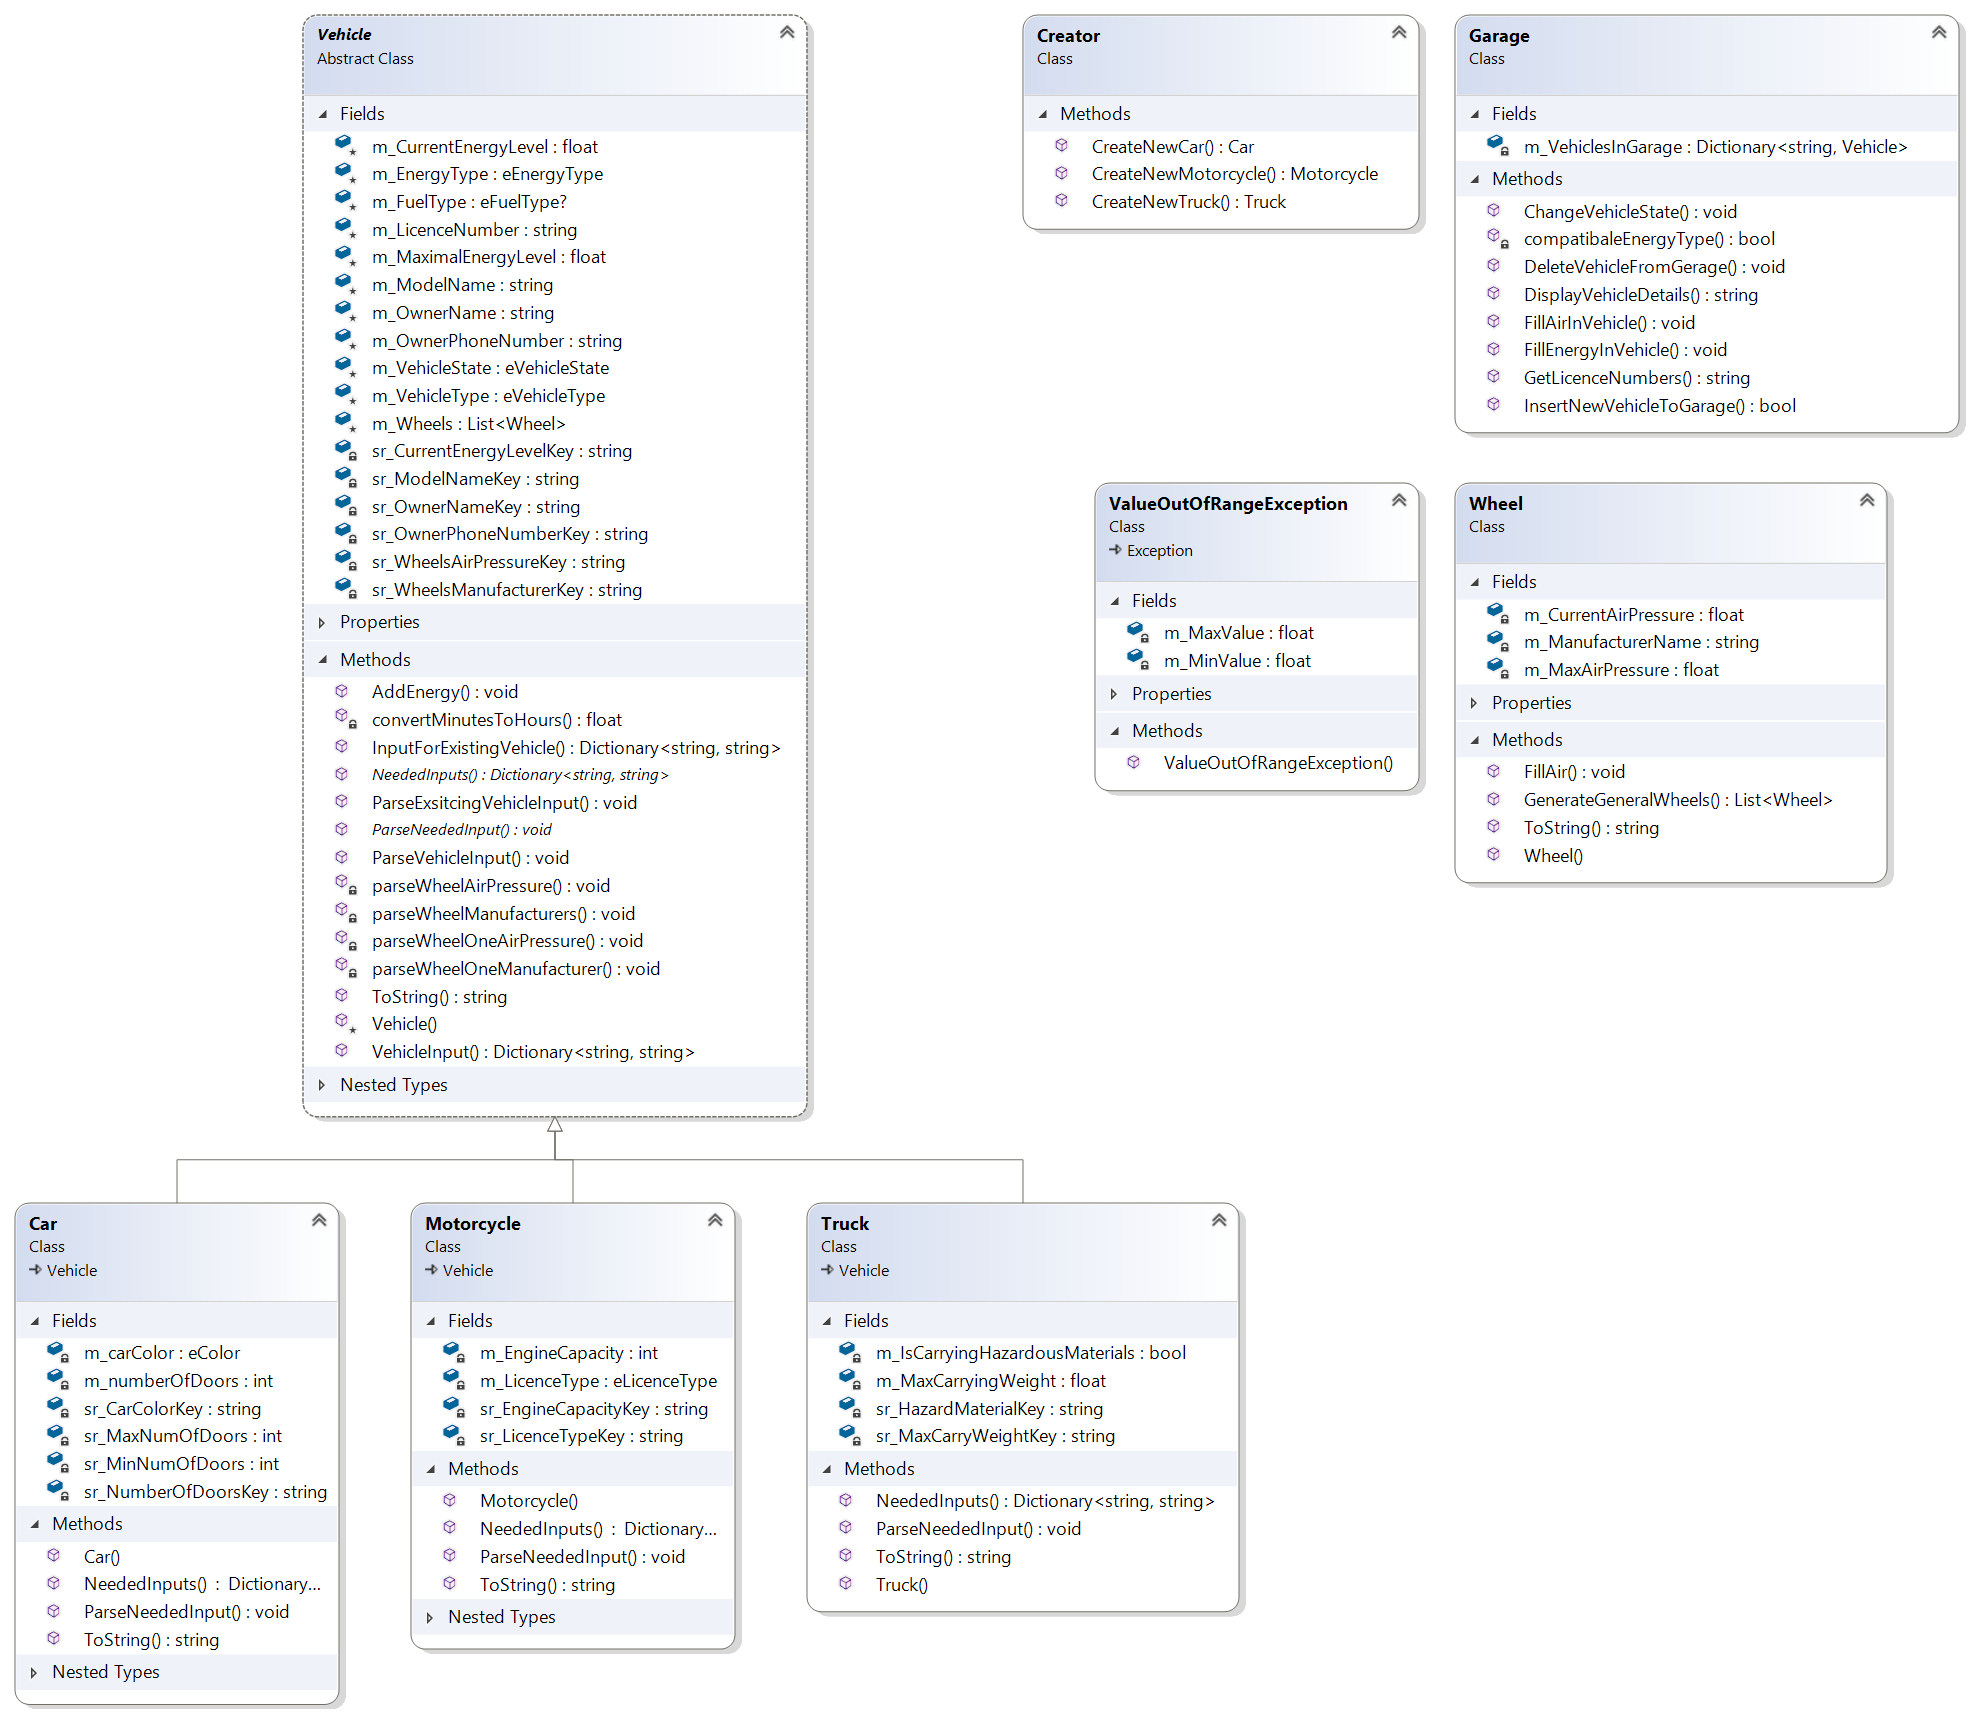 Vehicle
Abstract Class
Fields
m_CurrentEnergyLevel : float
m_EnergyType : eEnergyType
m_FuelType : eFuelType?
m_LicenceNumber : string
m_MaximalEnergyLevel : float
m_ModelName : string
m_OwnerName : string
m_OwnerPhoneNumber : string
m_VehicleState : eVehicleState
m_VehicleType : eVehicleType
m_Wheels : List<Wheel>
sr_CurrentEnergyLevelKey : string
sr_ModelNameKey : string
sr_OwnerNameKey : string
sr_OwnerPhoneNumberKey : string
sr_WheelsAirPressureKey : string
sr_WheelsManufacturerKey : string
Properties
Methods
AddEnergy() : void
convertMinutesToHours() : float
InputForExistingVehicle() : Dictionary<string, string>
NeededInputs() : Dictionary<string, string>
ParseExsitcingVehicleInput() : void
ParseNeededInput() : void
ParseVehicleInput() : void
parseWheelAirPressure() : void
parseWheelManufacturers() : void
parseWheelOneAirPressure() : void
parseWheelOneManufacturer() : void
ToString() : string
Vehicle()
VehicleInput() : Dictionary<string, string>
Nested Types
Creator
Class
Methods
CreateNewCar() : Car
CreateNewMotorcycle() : Motorcycle
CreateNewTruck() : Truck
Garage
Class
Fields
m_VehiclesInGarage : Dictionary<string, Vehicle>
Methods
ChangeVehicleState() : void
compatibaleEnergyType() : bool
DeleteVehicleFromGerage() : void
DisplayVehicleDetails() : string
FillAirInVehicle() : void
FillEnergyInVehicle() : void
GetLicenceNumbers() : string
InsertNewVehicleToGarage() : bool
ValueOutOfRangeException
Class
Exception
Fields
m_MaxValue : float
m_MinValue : float
Properties
Methods
ValueOutOfRangeException()
Wheel
Class
Fields
m_CurrentAirPressure : float
m_ManufacturerName : string
m_MaxAirPressure : float
Properties
Methods
FillAir() : void
GenerateGeneralWheels() : List<Wheel>
ToString() : string
Wheel()
Car
Class
Vehicle
Fields
m_carColor : eColor
m_numberOfDoors : int
sr_CarColorKey : string
sr_MaxNumOfDoors : int
sr_MinNumOfDoors : int
sr_NumberOfDoorsKey : string
Methods
Car()
NeededInputs() : Dictionary...
ParseNeededInput() : void
ToString() : string
Nested Types
Motorcycle
Class
Vehicle
Fields
m_EngineCapacity : int
m_LicenceType : eLicenceType
sr_EngineCapacityKey : string
sr_LicenceTypeKey : string
Methods
Motorcycle()
NeededInputs() : Dictionary...
ParseNeededInput() : void
ToString() : string
Nested Types
Truck
Class
Vehicle
Fields
m_IsCarryingHazardousMaterials : bool
m_MaxCarryingWeight : float
sr_HazardMaterialKey : string
sr_MaxCarryWeightKey : string
Methods
NeededInputs() : Dictionary<string, string>
ParseNeededInput() : void
ToString() : string
Truck()